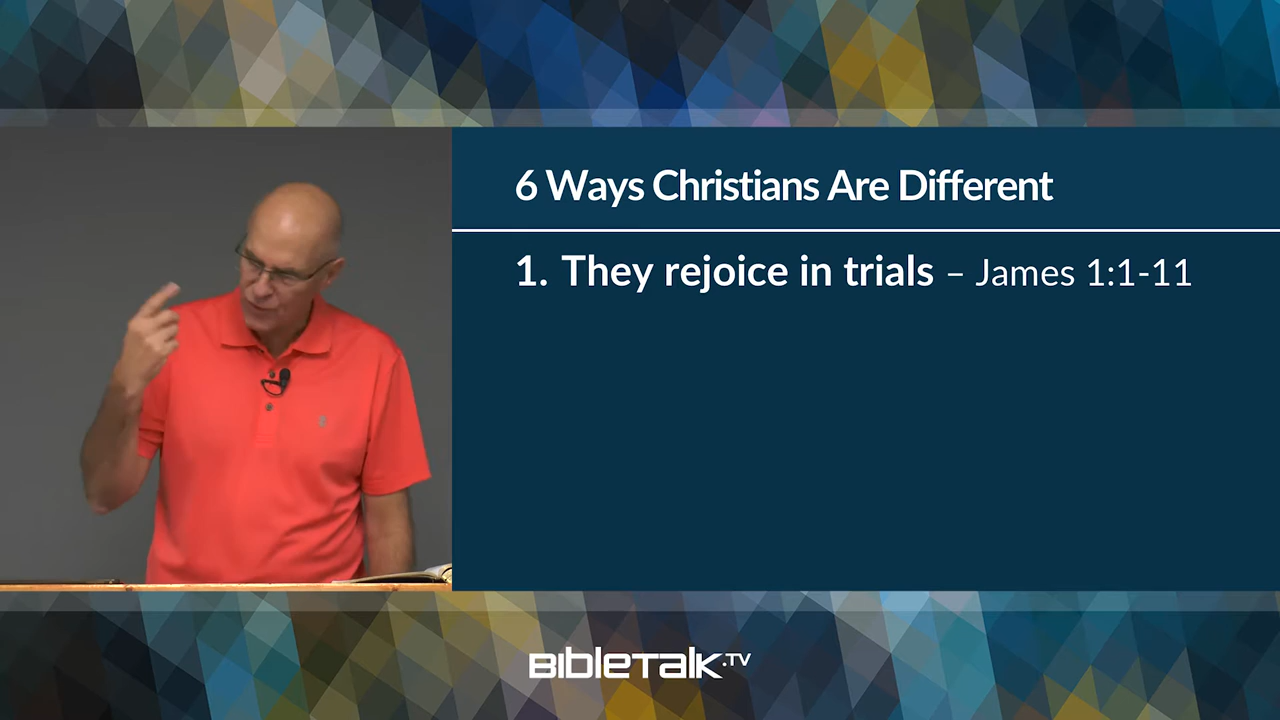 6 Ways Christians Are Different
1. They rejoice in trials – James 1:1-11
BIBLETALK.TV